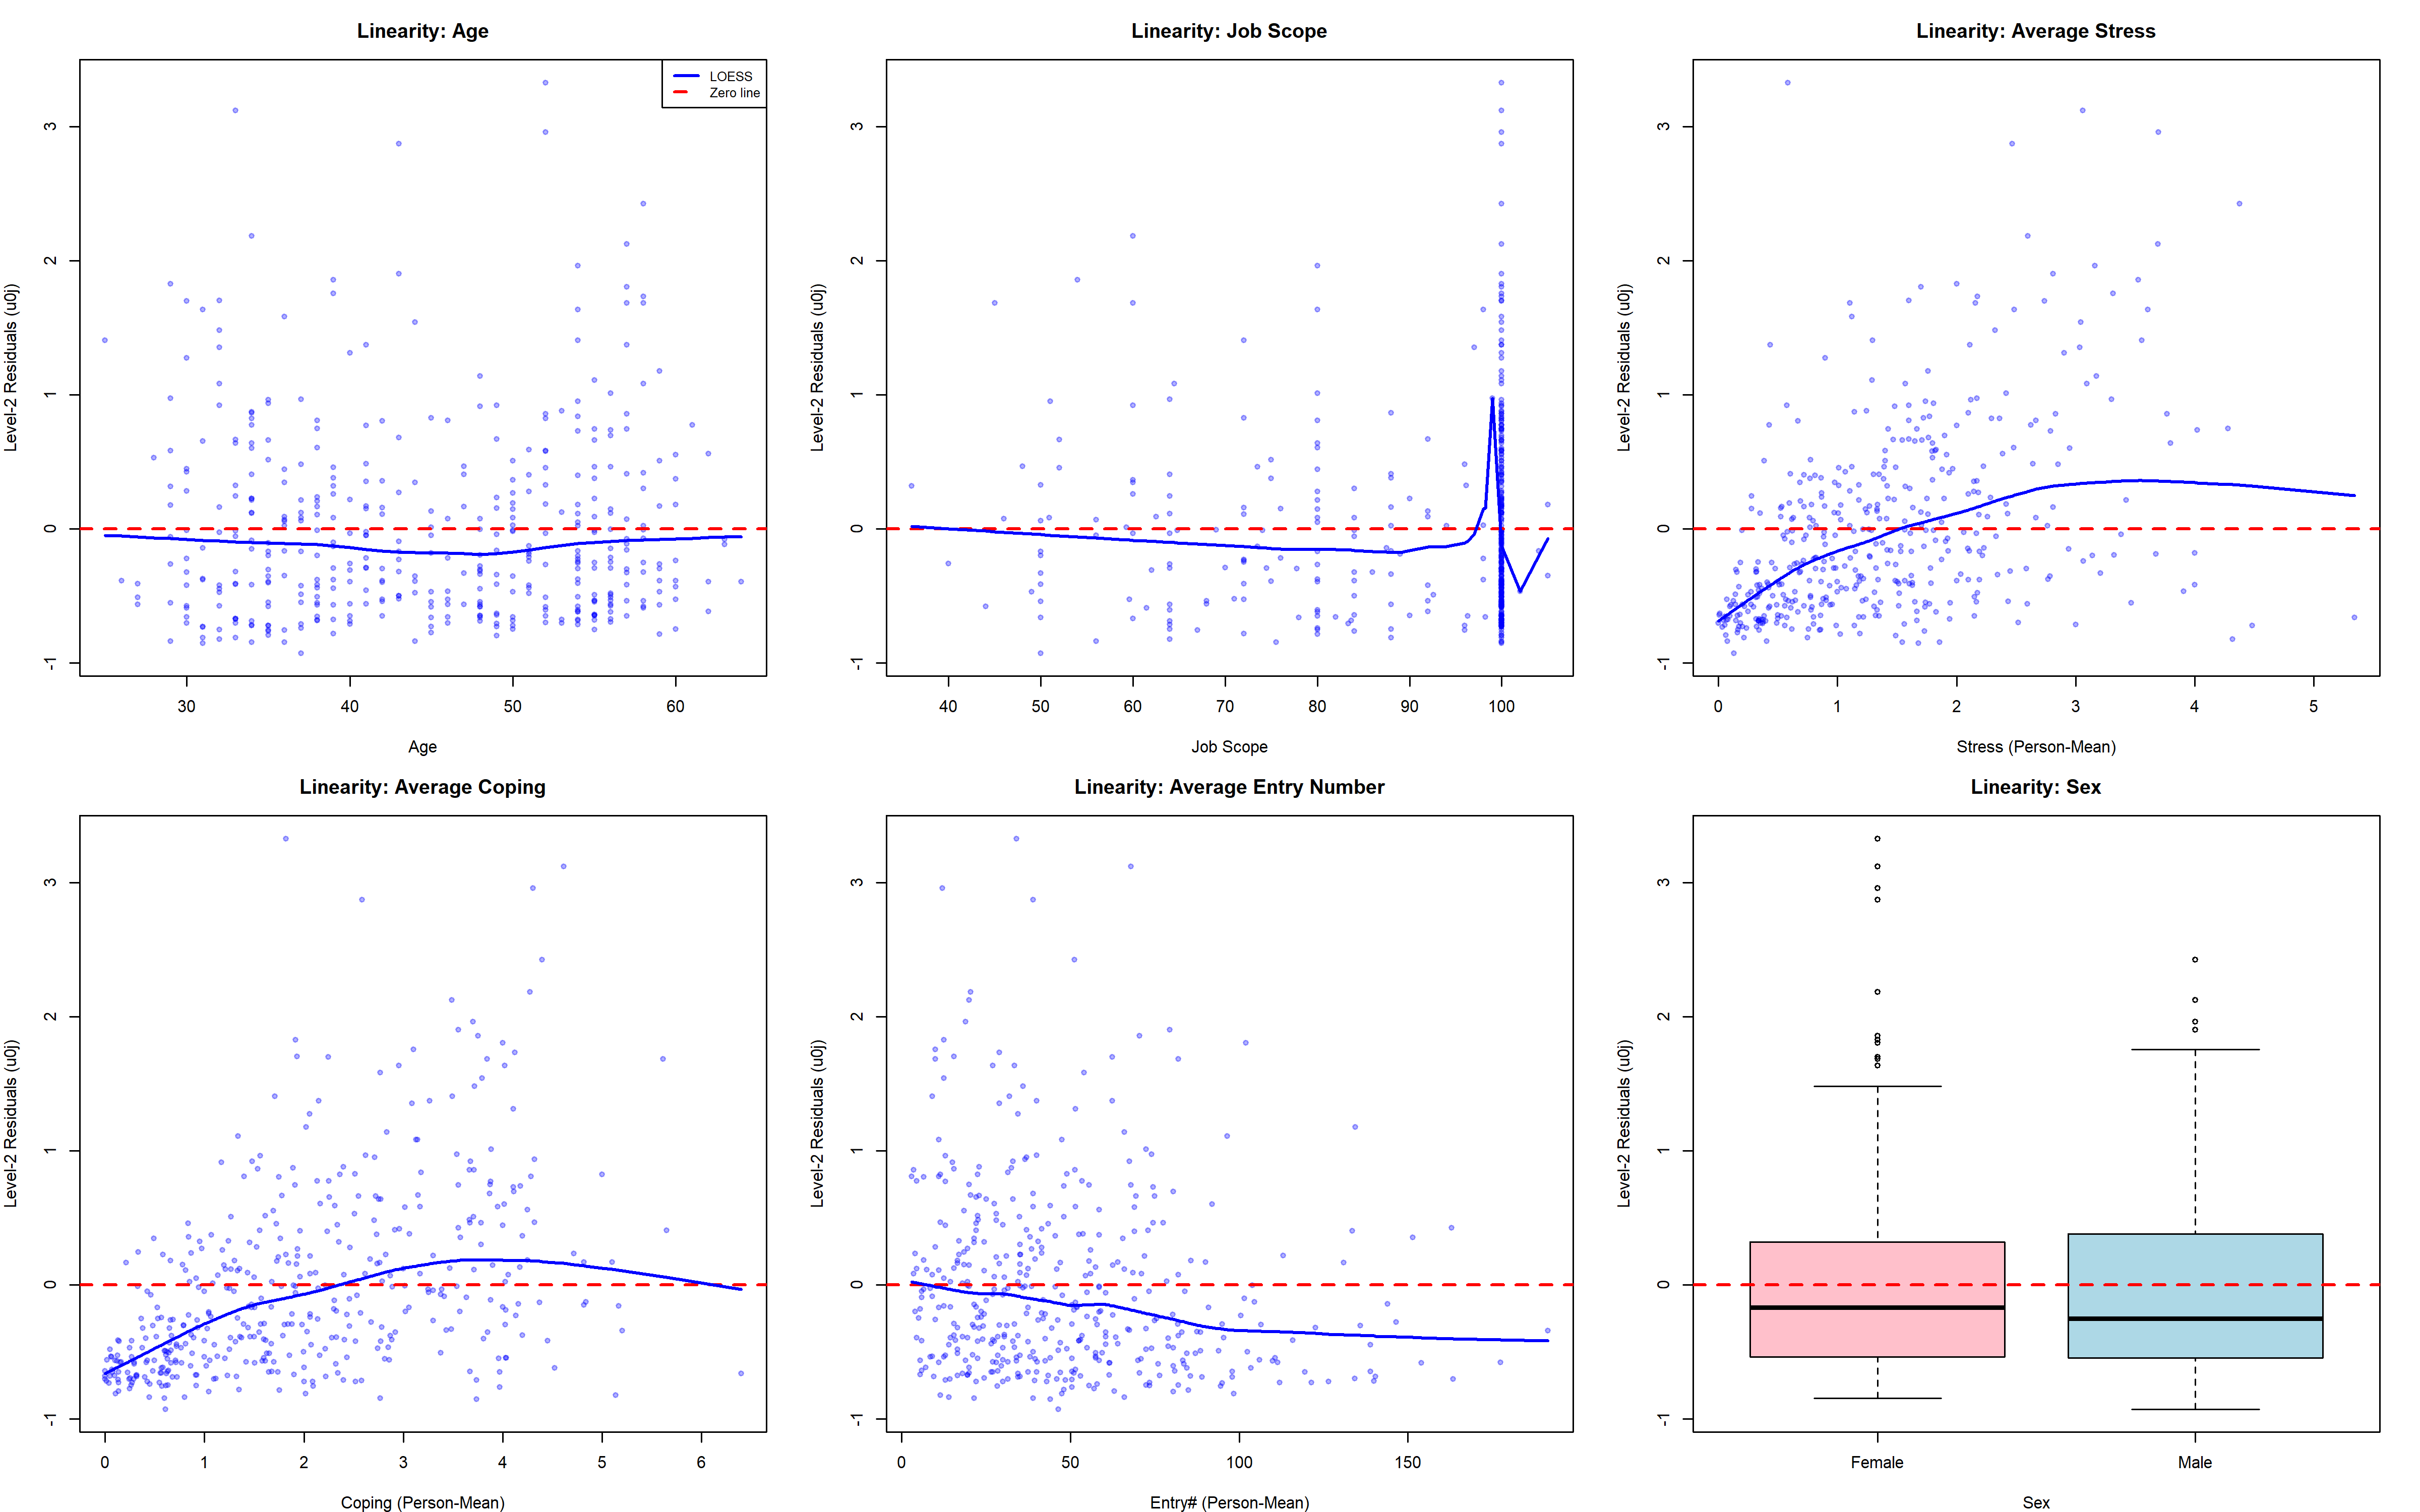 Linearity: Age
LOESS
Zero line
3
2
1
0
-1
Level-2 Residuals (u0j)
30 40 50 60
Age
Linearity: Job Scope
3
2
1
0
-1
Level-2 Residuals (u0j)
40 50 60 70 80 90 100
Job Scope
Linearity: Average Stress
3
2
1
0
-1
Level-2 Residuals (u0j)
0 1 2 3 4 5
Stress (Person-Mean)
Linearity: Average Coping
3
2
1
0
-1
Level-2 Residuals (u0j)
0 1 2 3 4 5 6
Coping (Person-Mean)
Linearity: Average Entry Number
3
2
1
0
-1
Level-2 Residuals (u0j)
0 50 100 150
Entry# (Person-Mean)
Linearity: Sex
3
2
1
0
-1
Level-2 Residuals (u0j)
Female Male
Sex